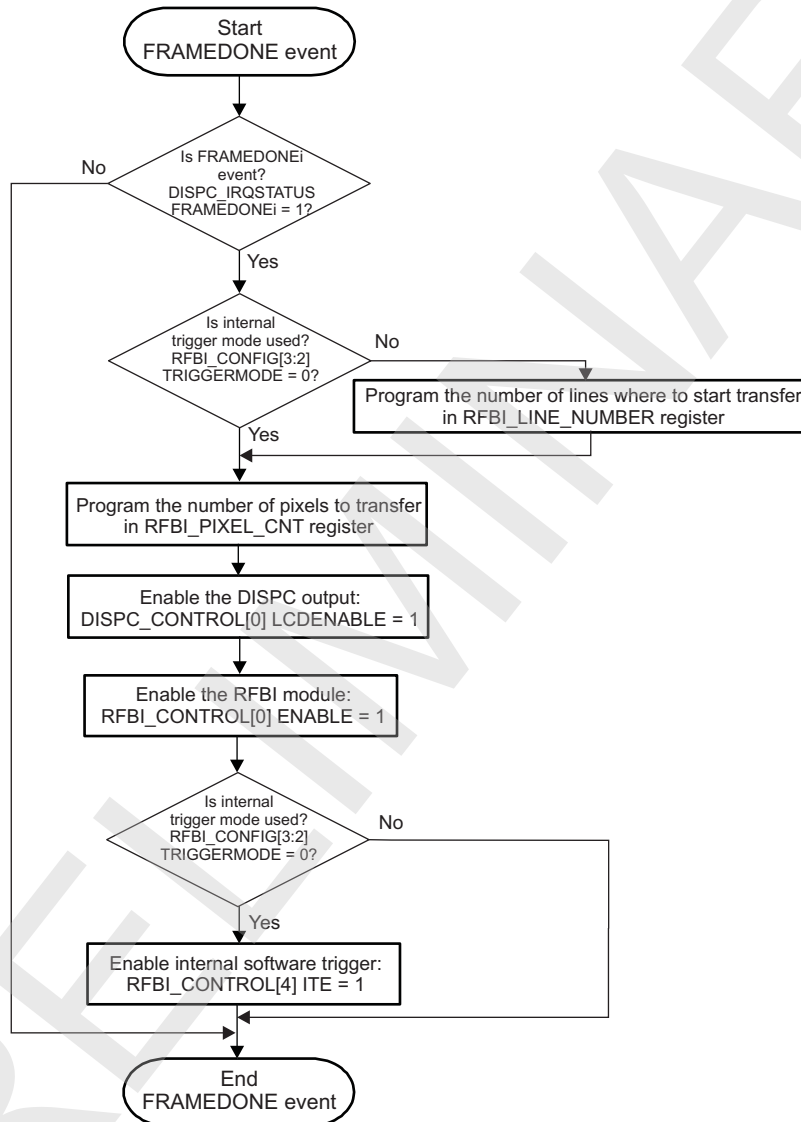 Start
FRAMEDONE event
Is FRAMEDONEi
event?
DISPC_IRQSTATUS
FRAMEDONEi = 1?
No
Yes
Is internal
trigger mode used?
RFBI_CONFIG[3:2]
TRIGGERMODE = 0?
No
Program the number of lines where to start transfer
in RFBI_LINE_NUMBER register
Yes
Program the number of pixels to transfer
in RFBI_PIXEL_CNT register
Enable the DISPC output:
DISPC_CONTROL[0] LCDENABLE = 1
Enable the RFBI module:
RFBI_CONTROL[0] ENABLE = 1
Is internal
trigger mode used?
RFBI_CONFIG[3:2]
TRIGGERMODE = 0?
No
Yes
Enable internal software trigger:
RFBI_CONTROL[4] ITE = 1
End
FRAMEDONE event
RELIMINA